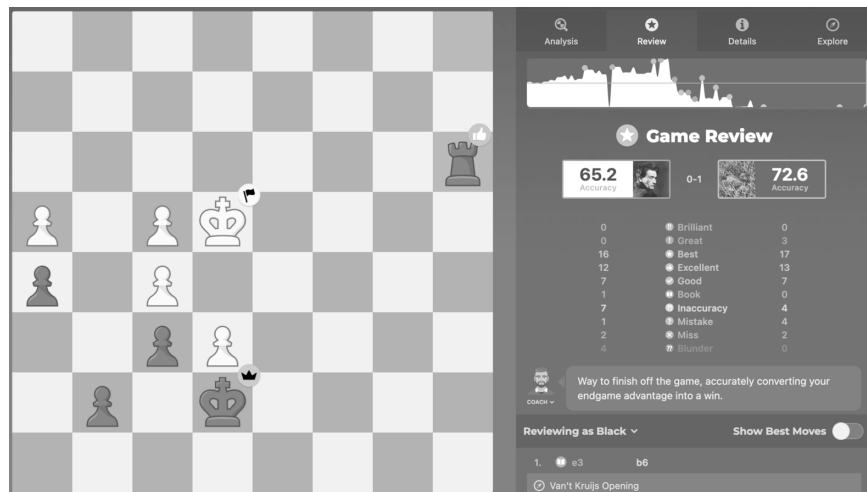 Analysis Review Details Explore
Game Review
65.2 Accuracy 0-1 72.6 Accuracy
0 !! Brilliant 0
0 ! Great 3
16 Best 17
12 Excellent 13
7 Good 7
1 Book 0
7 Inaccuracy 4
1 ? Mistake 4
2 Miss 2
4 ?? Blunder 0
Way to finish off the game, accurately converting your
endgame advantage into a win.
COACH
Reviewing as Black Show Best Moves
1. e3 b6
Van't Kruijs Opening